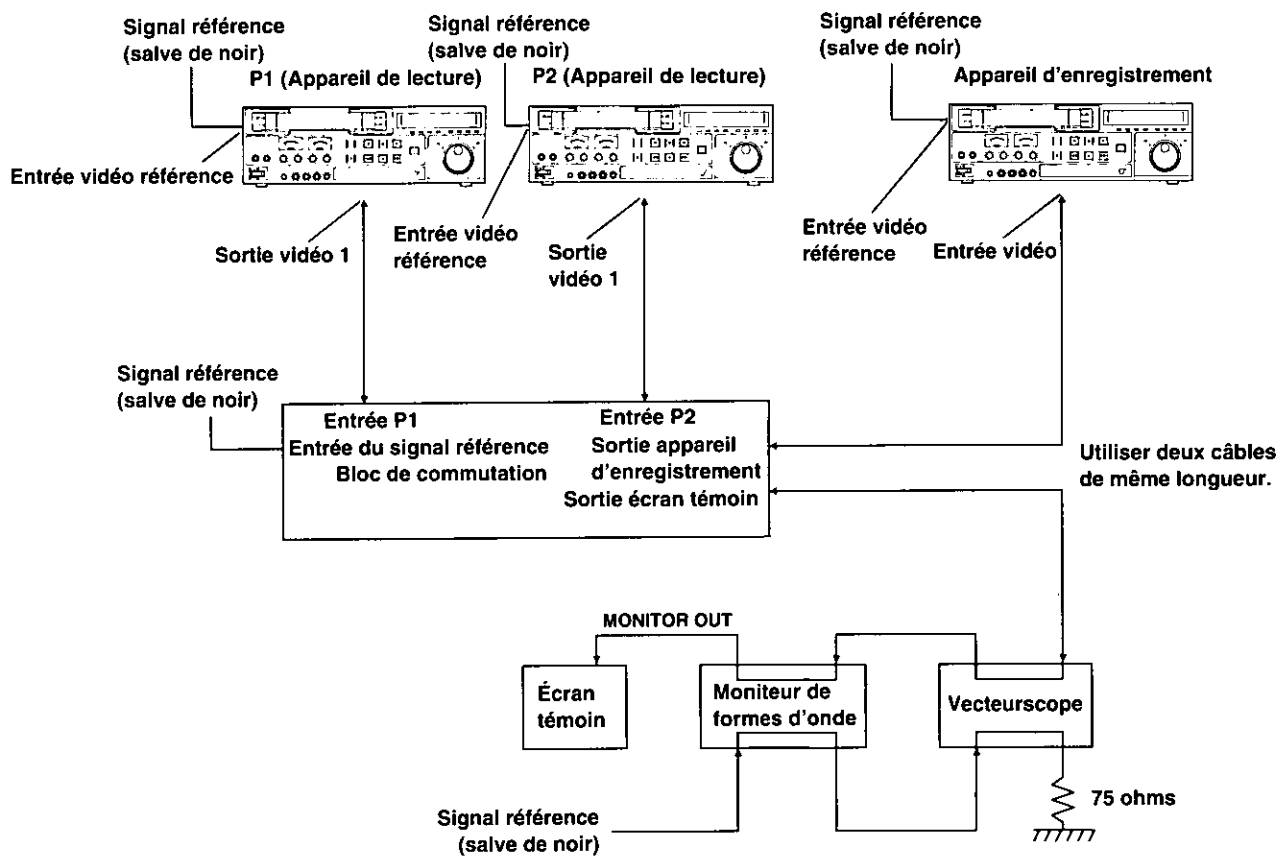 Signal référence
(salve de noir)
Signal référence
(salve de noir)
Signal référence
(salve de noir)
P1 (Appareil de lecture)
P2 (Appareil de lecture)
Appareil d'enregistrement
Entrée vidéo référence
Sortie vidéo 1
Entrée vidéo
référence
Sortie
vidéo 1
Entrée vidéo
référence
Entrée vidéo
Signal référence
(salve de noir)
Entrée P1
Entrée du signal référence
Bloc de commutation
Entrée P2
Sortie appareil
d'enregistrement
Sortie écran témoin
Utiliser deux câbles
de même longueur.
MONITOR OUT
Écran
témoin
Moniteur de
formes d'onde
Vecteurscope
75 ohms
Signal référence
(salve de noir)